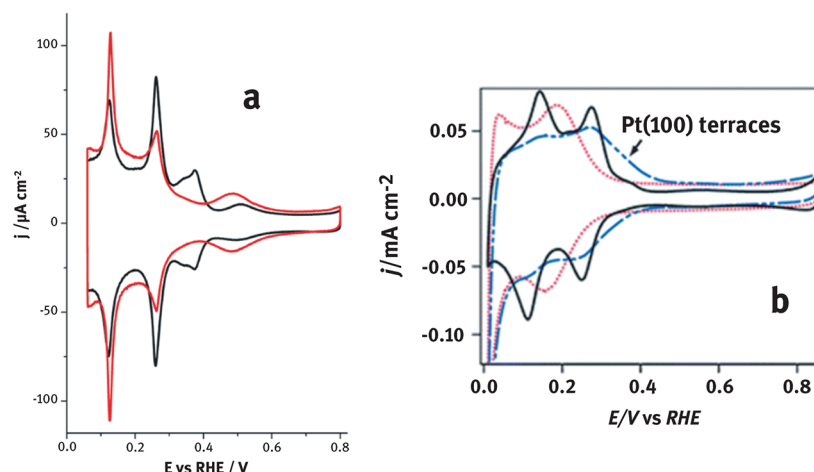 a
100
50
0
-50
-100
j /µA cm⁻²
0.0 0.2 0.4 0.6 0.8
E vs RHE / V
Pt(100) terraces
0.05
0.00
-0.05
-0.10
j/mA cm-2
b
0.0 0.2 0.4 0.6 0.8
E/V vs RHE